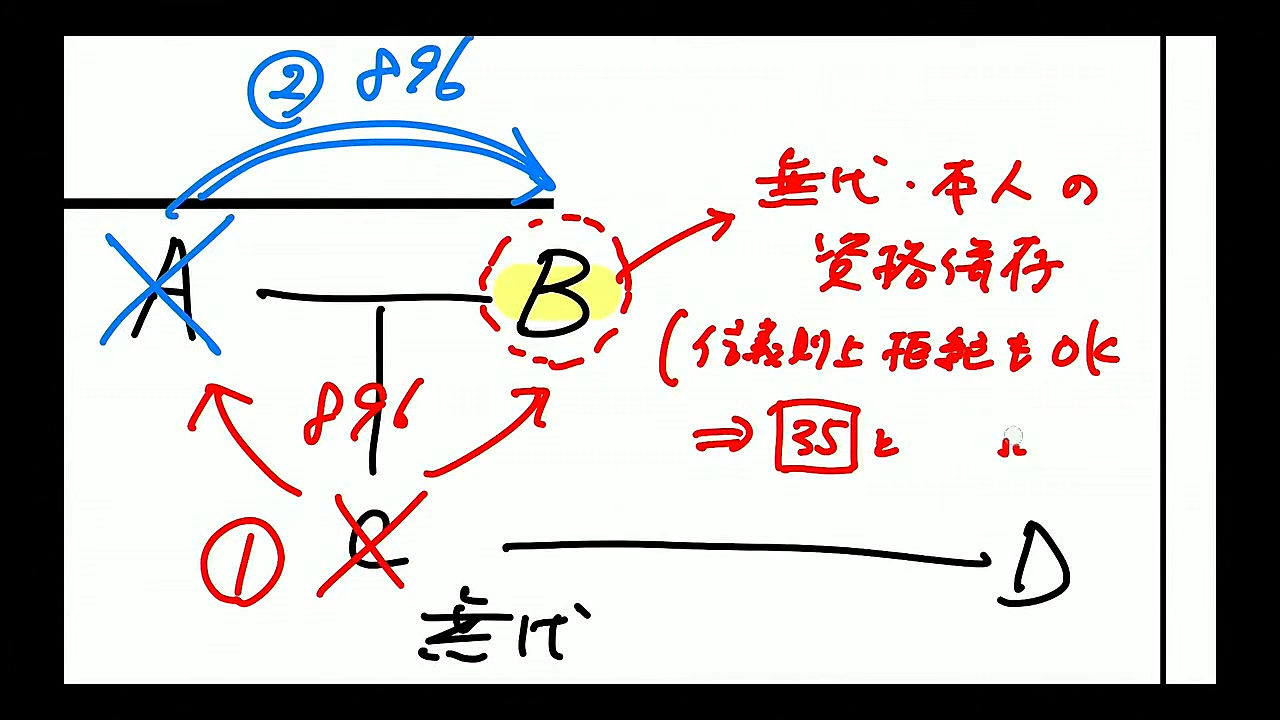 ② 896
無代・本人の
A B
資格併存
(信義則上拒絶もOK
896
⇒ 35と
① C D
無代